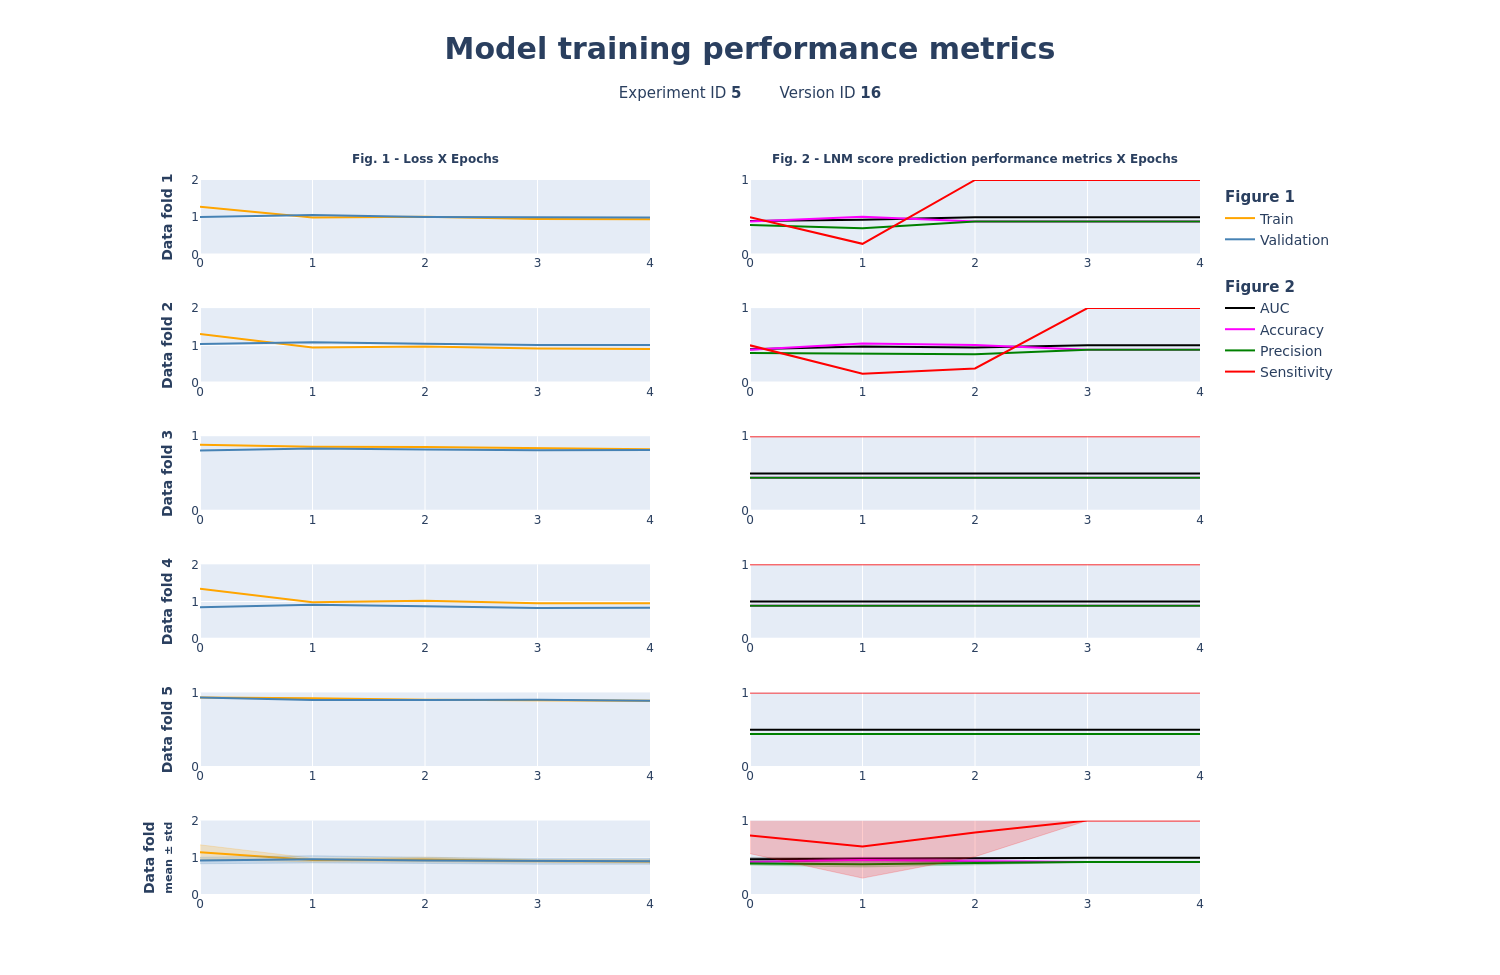 Model training performance metrics
Experiment ID 5 Version ID 16
Fig. 1 - Loss X Epochs
Fig. 2 - LNM score prediction performance metrics X Epochs
Data fold 1
2
1
0
0 1 2 3 4
1
0
0 1 2 3 4
Data fold 2
2
1
0
0 1 2 3 4
1
0
0 1 2 3 4
Data fold 3
1
0
0 1 2 3 4
1
0
0 1 2 3 4
Data fold 4
2
1
0
0 1 2 3 4
1
0
0 1 2 3 4
Data fold 5
1
0
0 1 2 3 4
1
0
0 1 2 3 4
Data fold
mean ± std
2
1
0
0 1 2 3 4
1
0
0 1 2 3 4
Figure 1
Train
Validation
Figure 2
AUC
Accuracy
Precision
Sensitivity